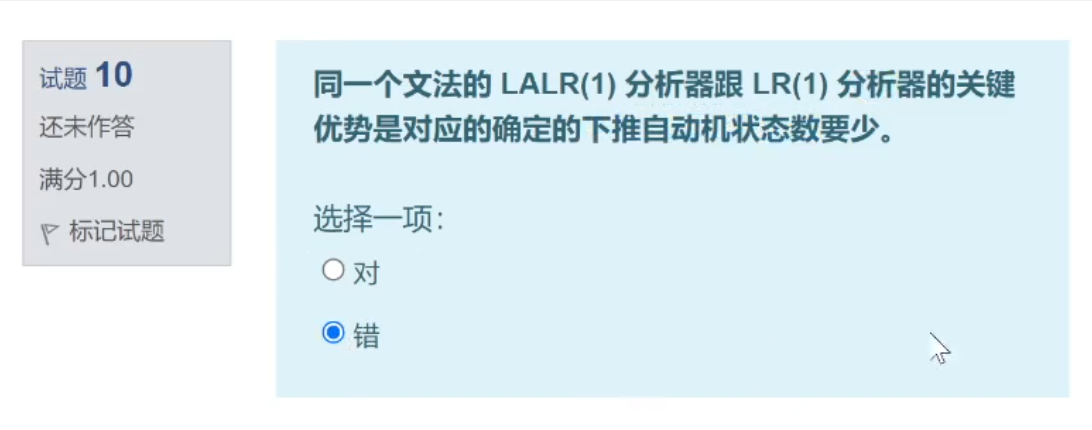 试题 10
还未作答
满分1.00
标记试题
同一个文法的 LALR(1) 分析器跟 LR(1) 分析器的关键
优势是对应的确定的下推自动机状态数要少。
选择一项：
对
错